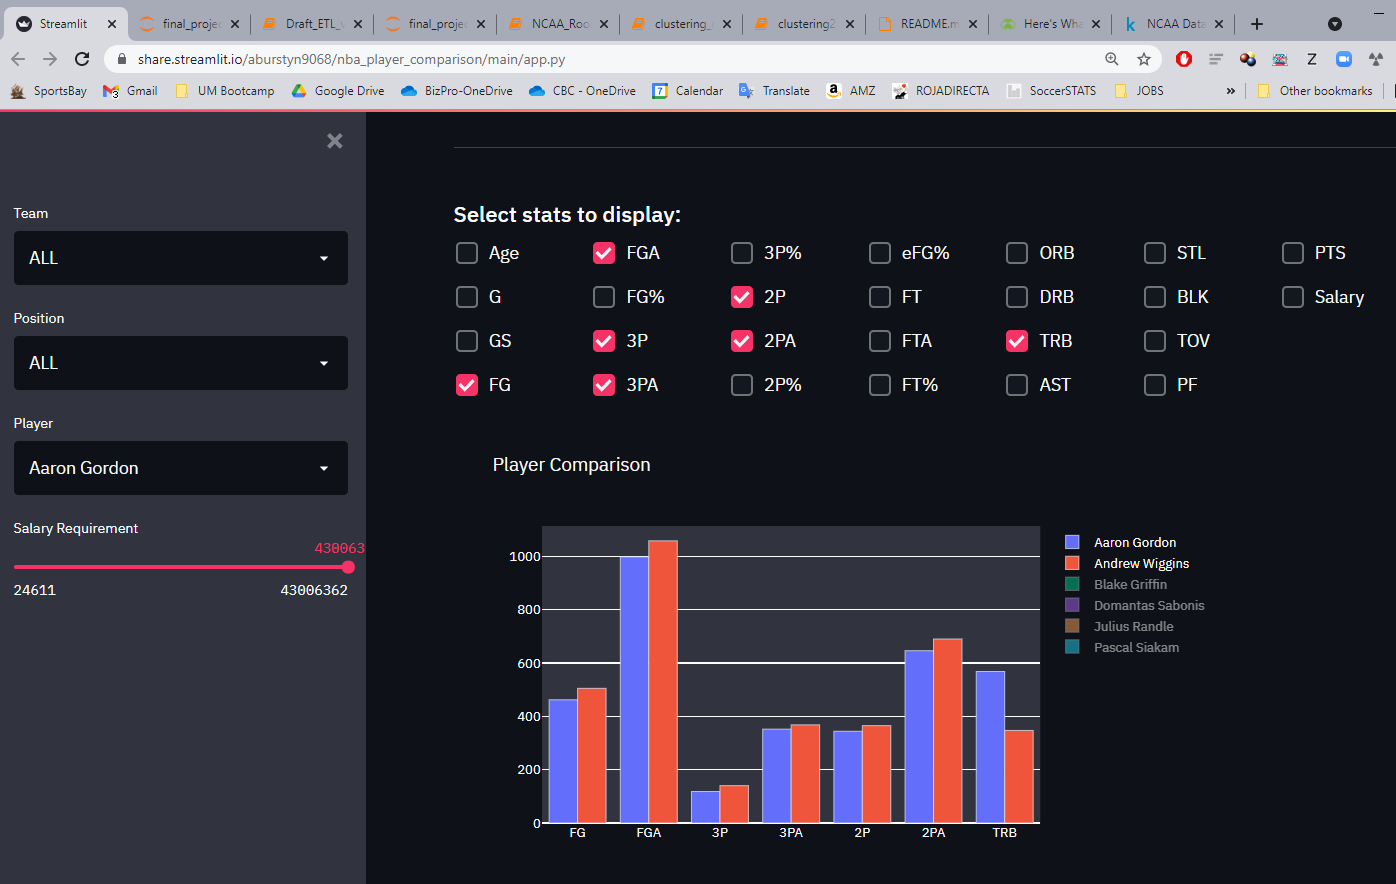 Streamlit
final_projec
Draft_ETL_
final_projec
NCAA_Roo
clustering_
clustering2
README.m
Here's Wha
NCAA Data
share.streamlit.io/aburstyn9068/nba_player_comparison/main/app.py
SportsBay
Gmail
UM Bootcamp
Google Drive
BizPro-OneDrive
CBC - OneDrive
7
Calendar
Translate
AMZ
ROJADIRECTA
SoccerSTATS
JOBS
»
Other bookmarks
Team
ALL
Position
ALL
Player
Aaron Gordon
Salary Requirement
430063
24611 43006362
Select stats to display:
Age FGA 3P% eFG% ORB STL PTS
G FG% 2P FT DRB BLK Salary
GS 3P 2PA FTA TRB TOV
FG 3PA 2P% FT% AST PF
Player Comparison
1000
800
600
400
200
0
FG FGA 3P 3PA 2P 2PA TRB
Aaron Gordon
Andrew Wiggins
Blake Griffin
Domantas Sabonis
Julius Randle
Pascal Siakam